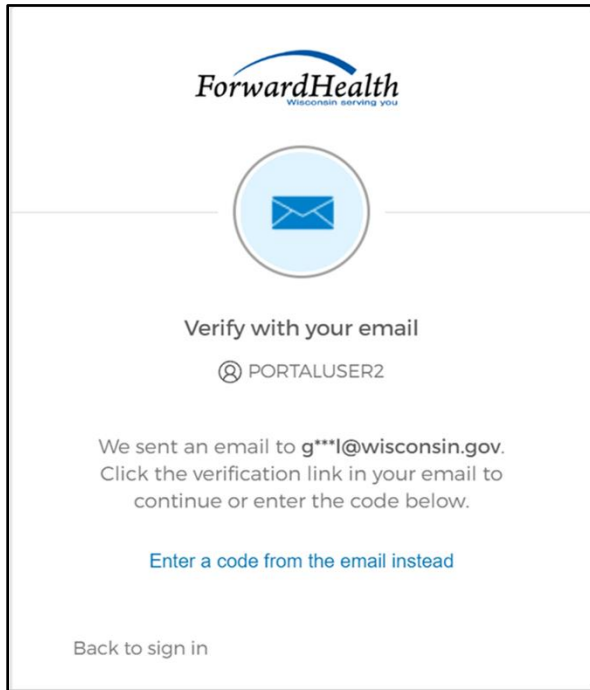 ForwardHealth
Wisconsin serving you
Verify with your email
PORTALUSER2
We sent an email to g***l@wisconsin.gov.
Click the verification link in your email to
continue or enter the code below.
Enter a code from the email instead
Back to sign in